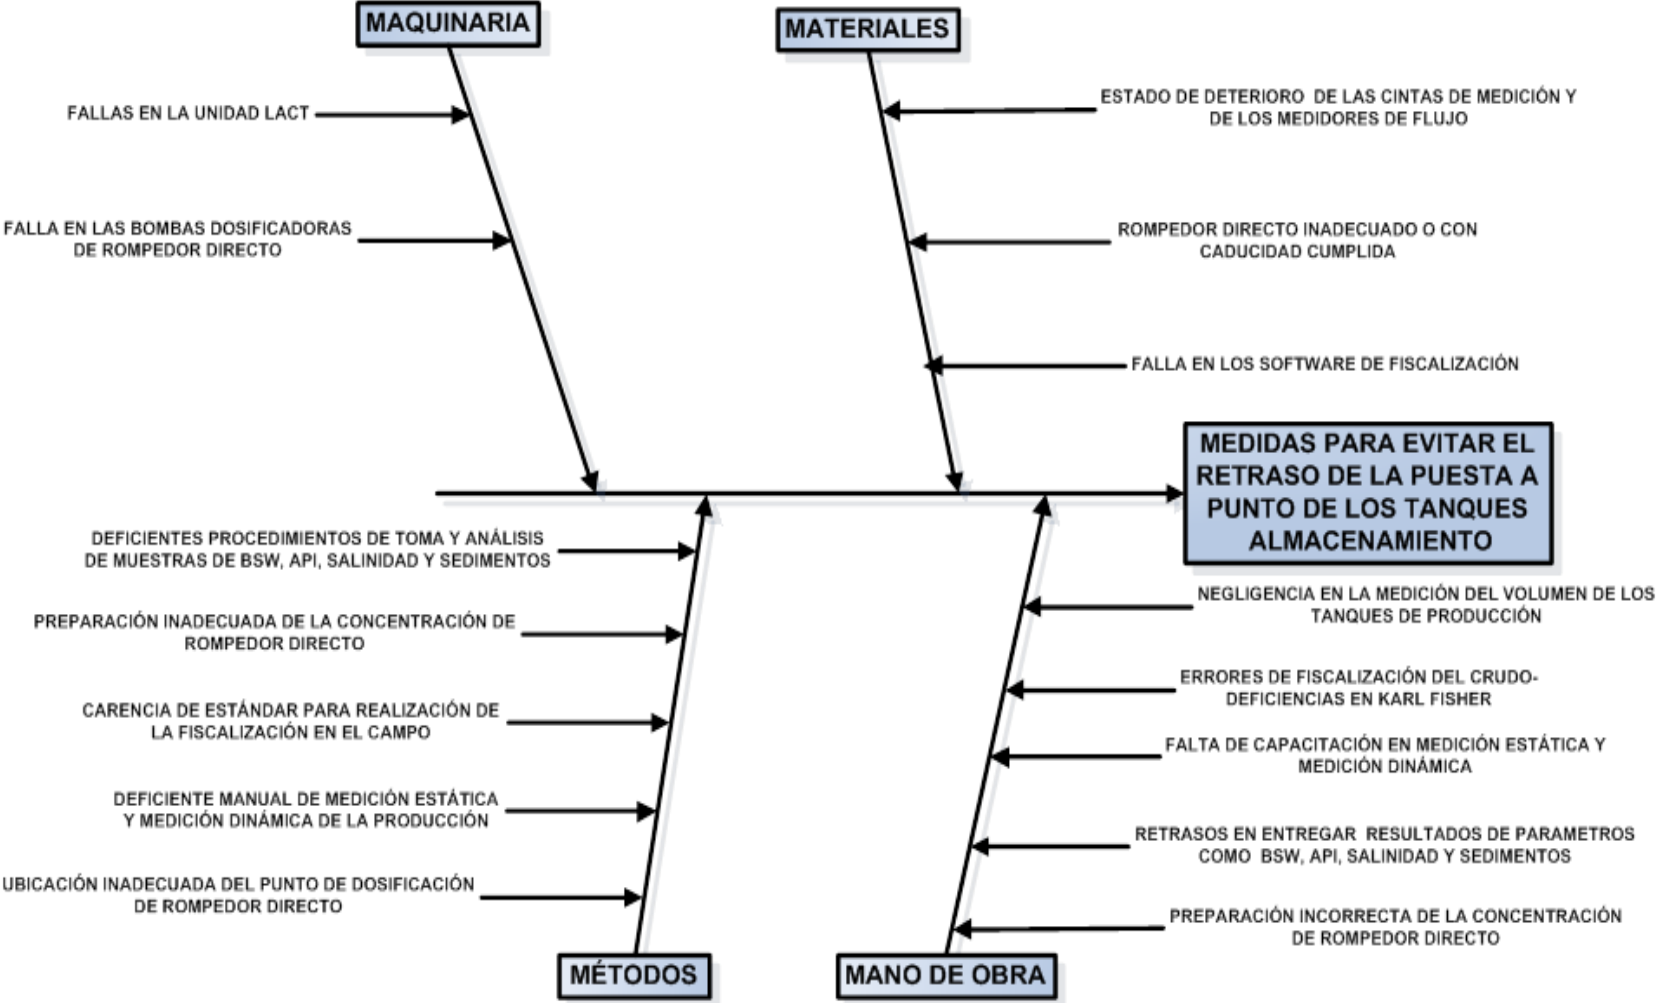 MAQUINARIA
MATERIALES
FALLAS EN LA UNIDAD LACT
FALLA EN LAS BOMBAS DOSIFICADORAS
DE ROMPEDOR DIRECTO
ESTADO DE DETERIORO DE LAS CINTAS DE MEDICIÓN Y
DE LOS MEDIDORES DE FLUJO
ROMPEDOR DIRECTO INADECUADO O CON
CADUCIDAD CUMPLIDA
FALLA EN LOS SOFTWARE DE FISCALIZACIÓN
MEDIDAS PARA EVITAR EL
RETRASO DE LA PUESTA A
PUNTO DE LOS TANQUES
ALMACENAMIENTO
DEFICIENTES PROCEDIMIENTOS DE TOMA Y ANÁLISIS
DE MUESTRAS DE BSW, API, SALINIDAD Y SEDIMENTOS
PREPARACIÓN INADECUADA DE LA CONCENTRACIÓN DE
ROMPEDOR DIRECTO
CARENCIA DE ESTÁNDAR PARA REALIZACIÓN DE
LA FISCALIZACIÓN EN EL CAMPO
DEFICIENTE MANUAL DE MEDICIÓN ESTÁTICA
Y MEDICIÓN DINÁMICA DE LA PRODUCCIÓN
UBICACIÓN INADECUADA DEL PUNTO DE DOSIFICACIÓN
DE ROMPEDOR DIRECTO
NEGLIGENCIA EN LA MEDICIÓN DEL VOLUMEN DE LOS
TANQUES DE PRODUCCIÓN
ERRORES DE FISCALIZACIÓN DEL CRUDO-
DEFICIENCIAS EN KARL FISHER
FALTA DE CAPACITACIÓN EN MEDICIÓN ESTÁTICA Y
MEDICIÓN DINÁMICA
RETRASOS EN ENTREGAR RESULTADOS DE PARAMETROS
COMO BSW, API, SALINIDAD Y SEDIMENTOS
PREPARACIÓN INCORRECTA DE LA CONCENTRACIÓN
DE ROMPEDOR DIRECTO
MÉTODOS
MANO DE OBRA